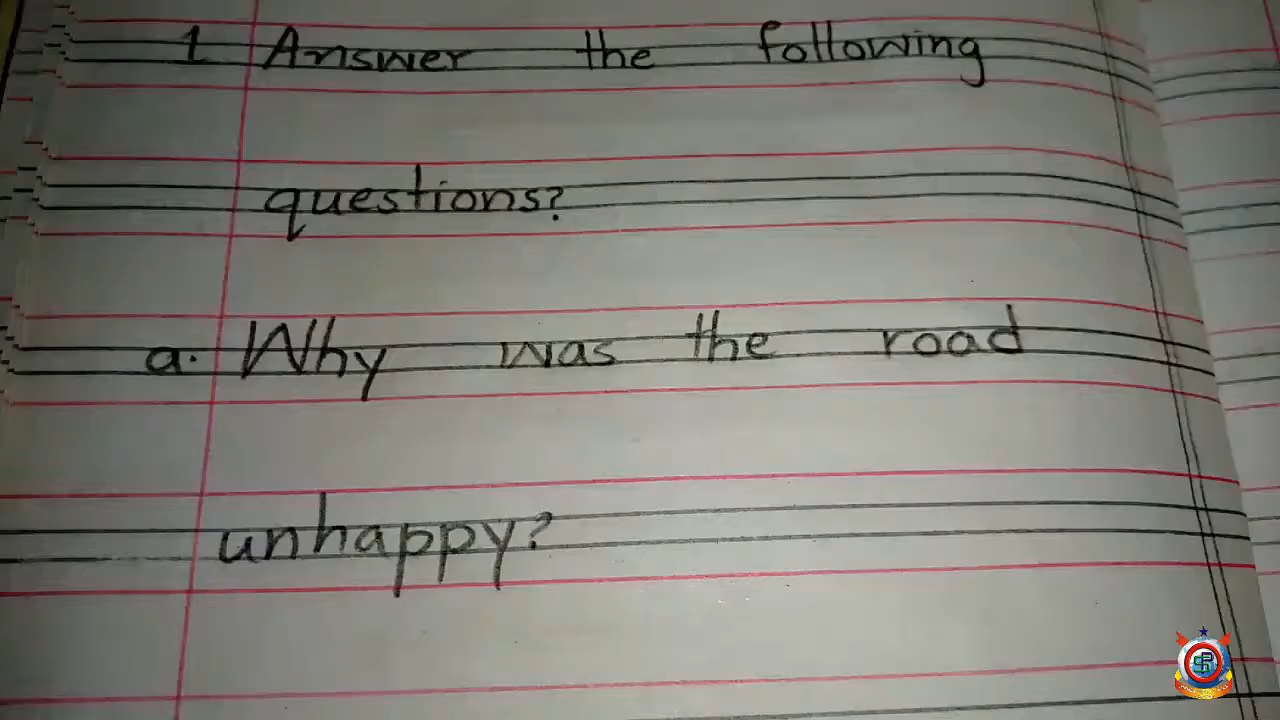 1 Answer the following
questions?
a. Why was the road
unhappy?